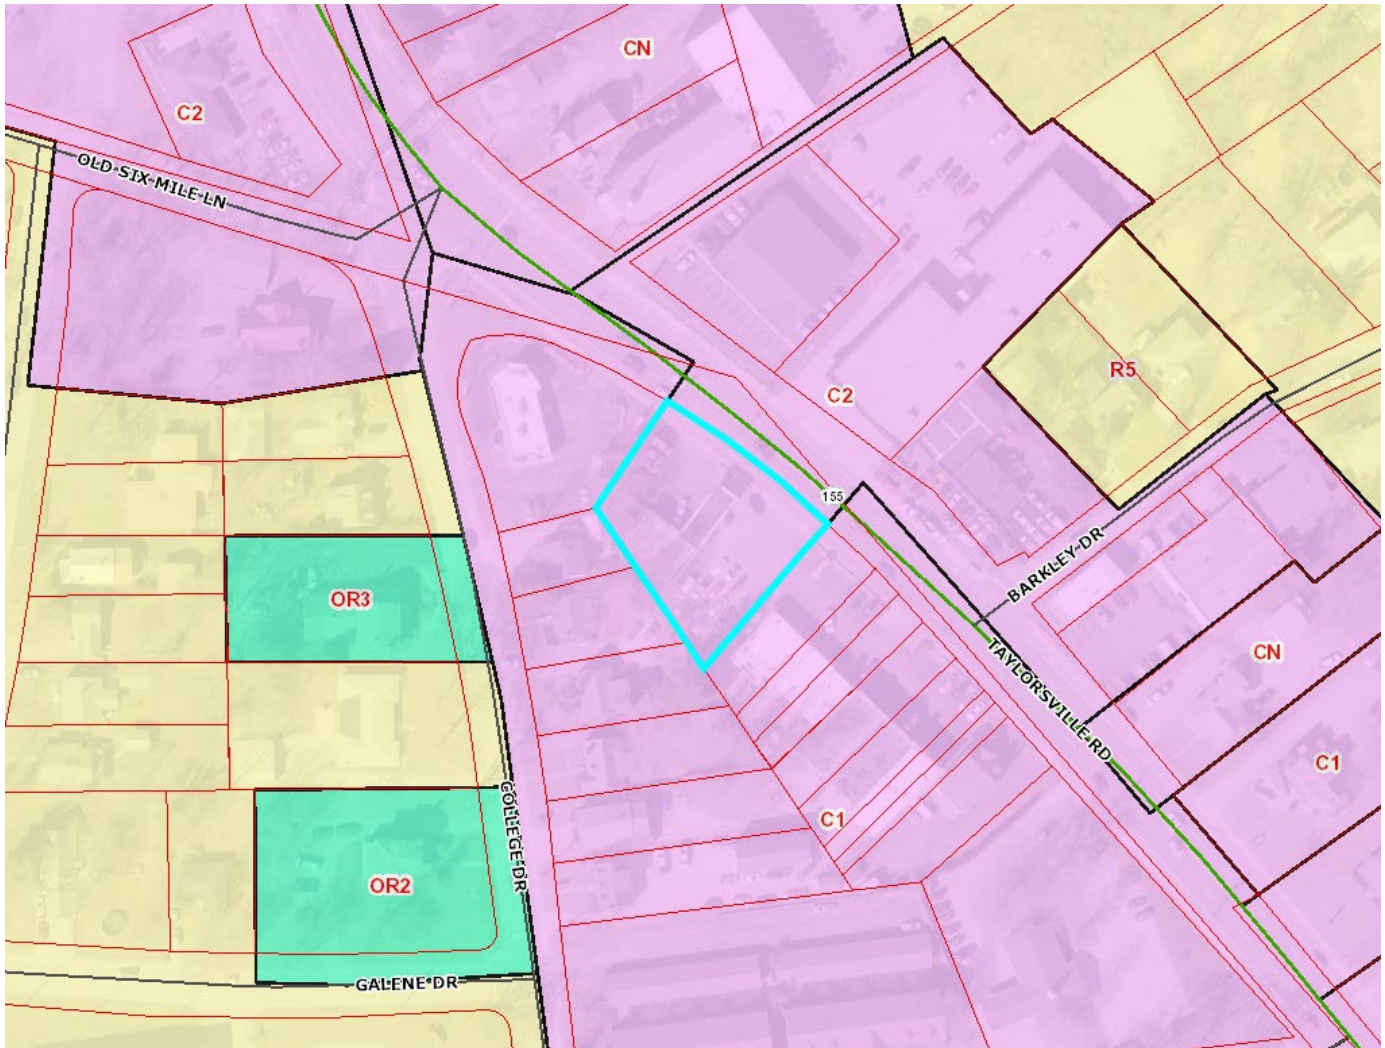 CN
C2
OLD SIX MILE LN
R5
C2
155
BARKLEY DR
OR3
TAYLORSVILLE RD
CN
C1
C1
COLLEGE DR
OR2
GALENE DR